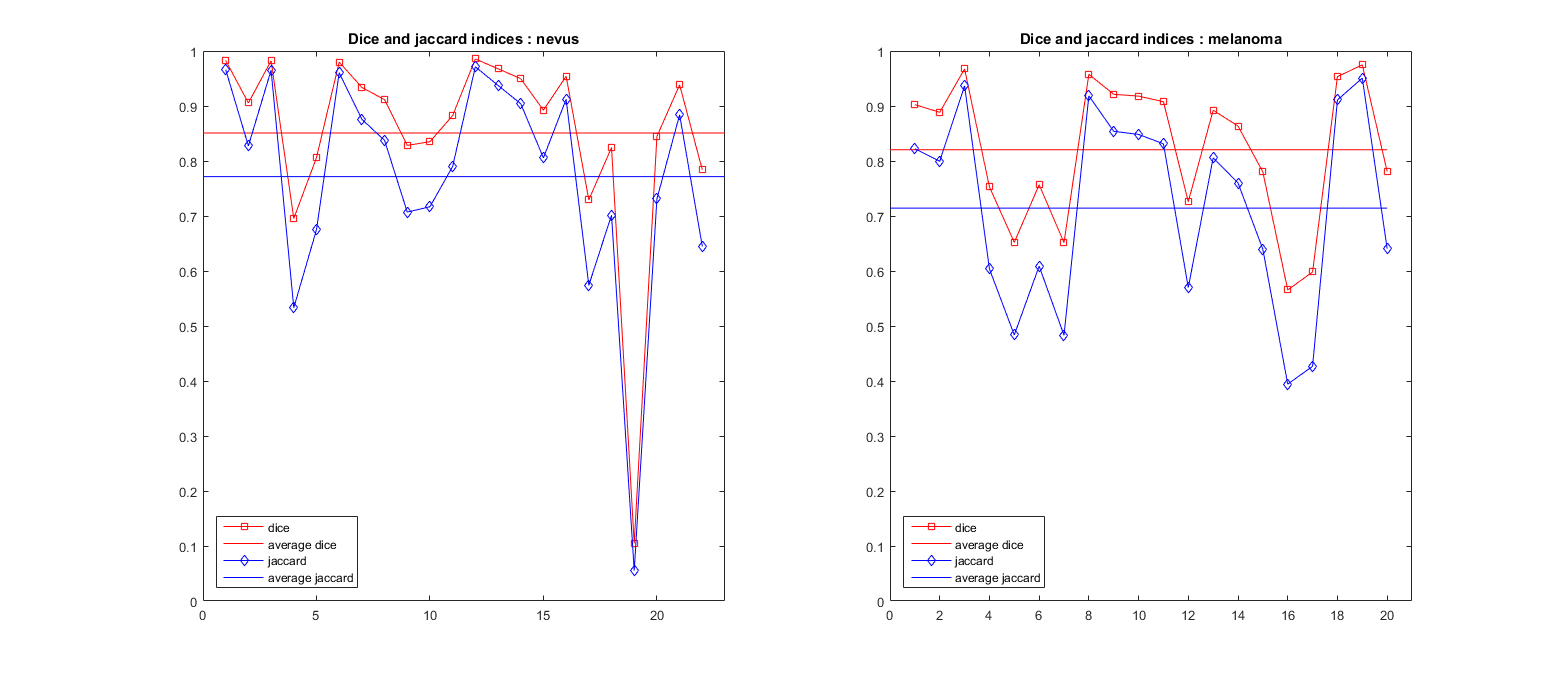 Dice and jaccard indices : nevus
1
0.9
0.8
0.7
0.6
0.5
0.4
0.3
0.2
0.1
0
0 5 10 15 20
dice
average dice
jaccard
average jaccard
Dice and jaccard indices : melanoma
1
0.9
0.8
0.7
0.6
0.5
0.4
0.3
0.2
0.1
0
0 2 4 6 8 10 12 14 16 18 20
dice
average dice
jaccard
average jaccard